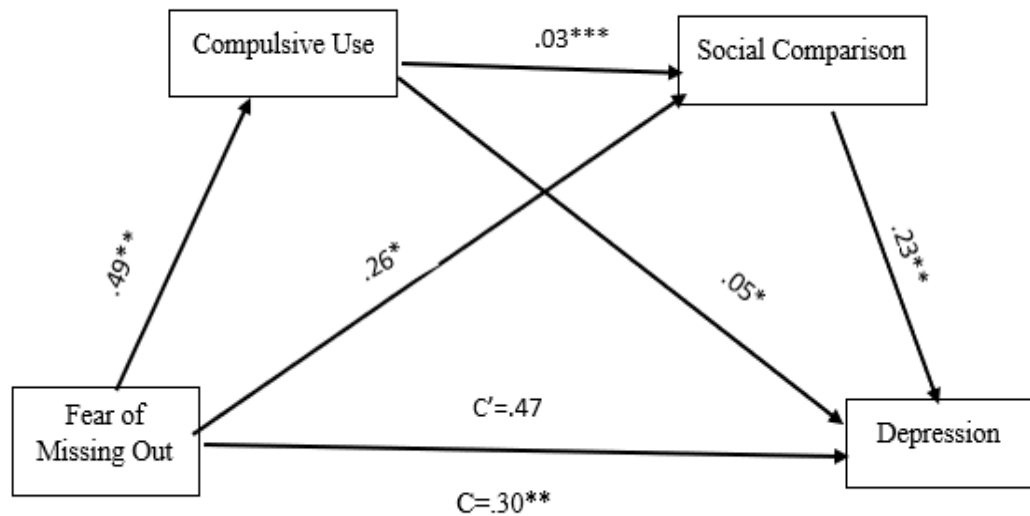 Compulsive Use
.03***
Social Comparison
.49**
.26*
.05*
.23**
Fear of
Missing Out
C’=.47
Depression
C=.30**